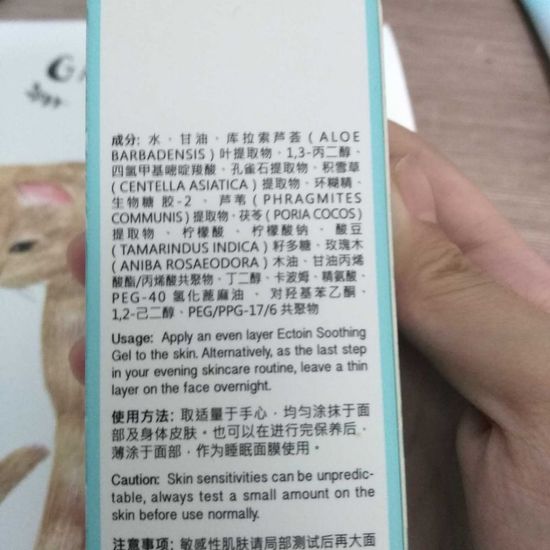 成分: 水、甘油、库拉索芦荟(ALOE
BARBADENSIS)叶提取物、1,3-丙二醇、
四氢甲基嘧啶羧酸、孔雀石提取物、积雪草
(CENTELLA ASIATICA)提取物、环糊精、
生物糖胶-2、芦苇(PHRAGMITES
COMMUNIS)提取物、茯苓(PORIA COCOS)
提取物、柠檬酸、柠檬酸钠、酸豆
(TAMARINDUS INDICA)籽多糖、玫瑰木
(ANIBA ROSAEODORA)木油、甘油丙烯
酸酯/丙烯酸共聚物、丁二醇、卡波姆、精氨酸、
PEG-40 氢化蓖麻油、对羟基苯乙酮、
1,2-己二醇、PEG/PPG-17/6 共聚物
Usage: Apply an even layer Ectoin Soothing
Gel to the skin. Alternatively, as the last step
in your evening skincare routine, leave a thin
layer on the face overnight.
使用方法: 取适量于手心，均匀涂抹于面
部及身体皮肤。也可以在进行完保养后，
薄涂于面部，作为睡眠面膜使用。
Caution: Skin sensitivities can be unpredic-
table, always test a small amount on the
skin before use normally.
注意事项: 敏感性肌肤请局部测试后再大面